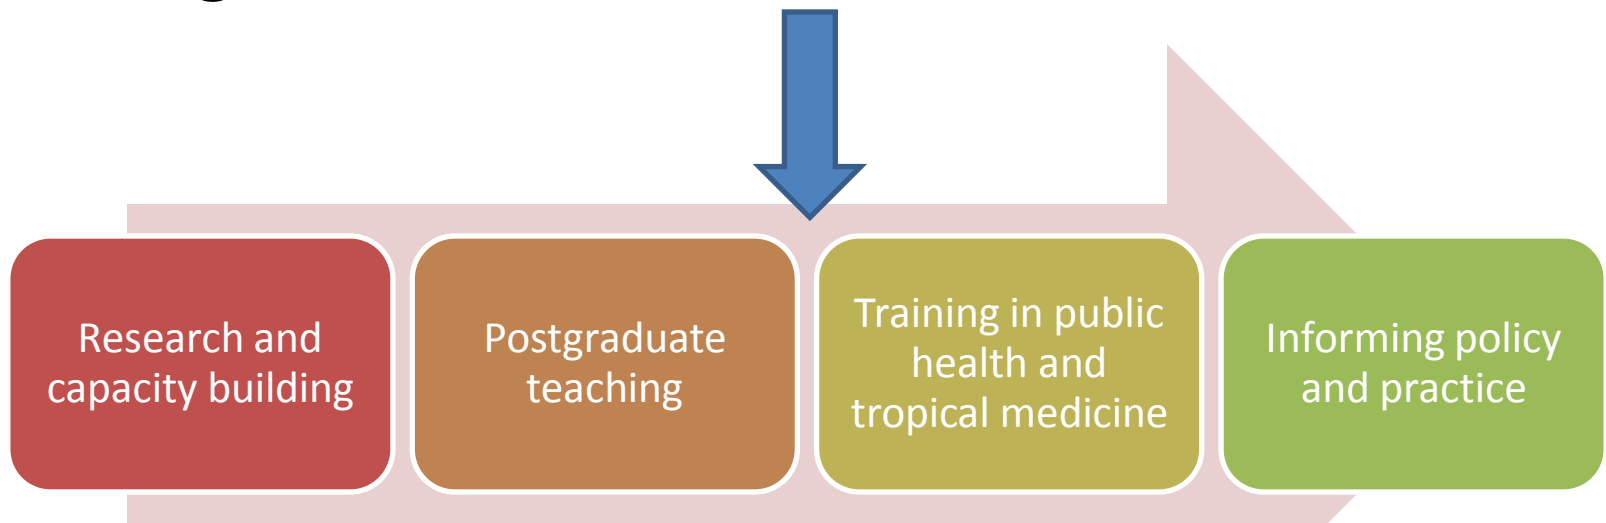 Research and
capacity building
Postgraduate
teaching
Training in public
health and
tropical medicine
Informing policy
and practice